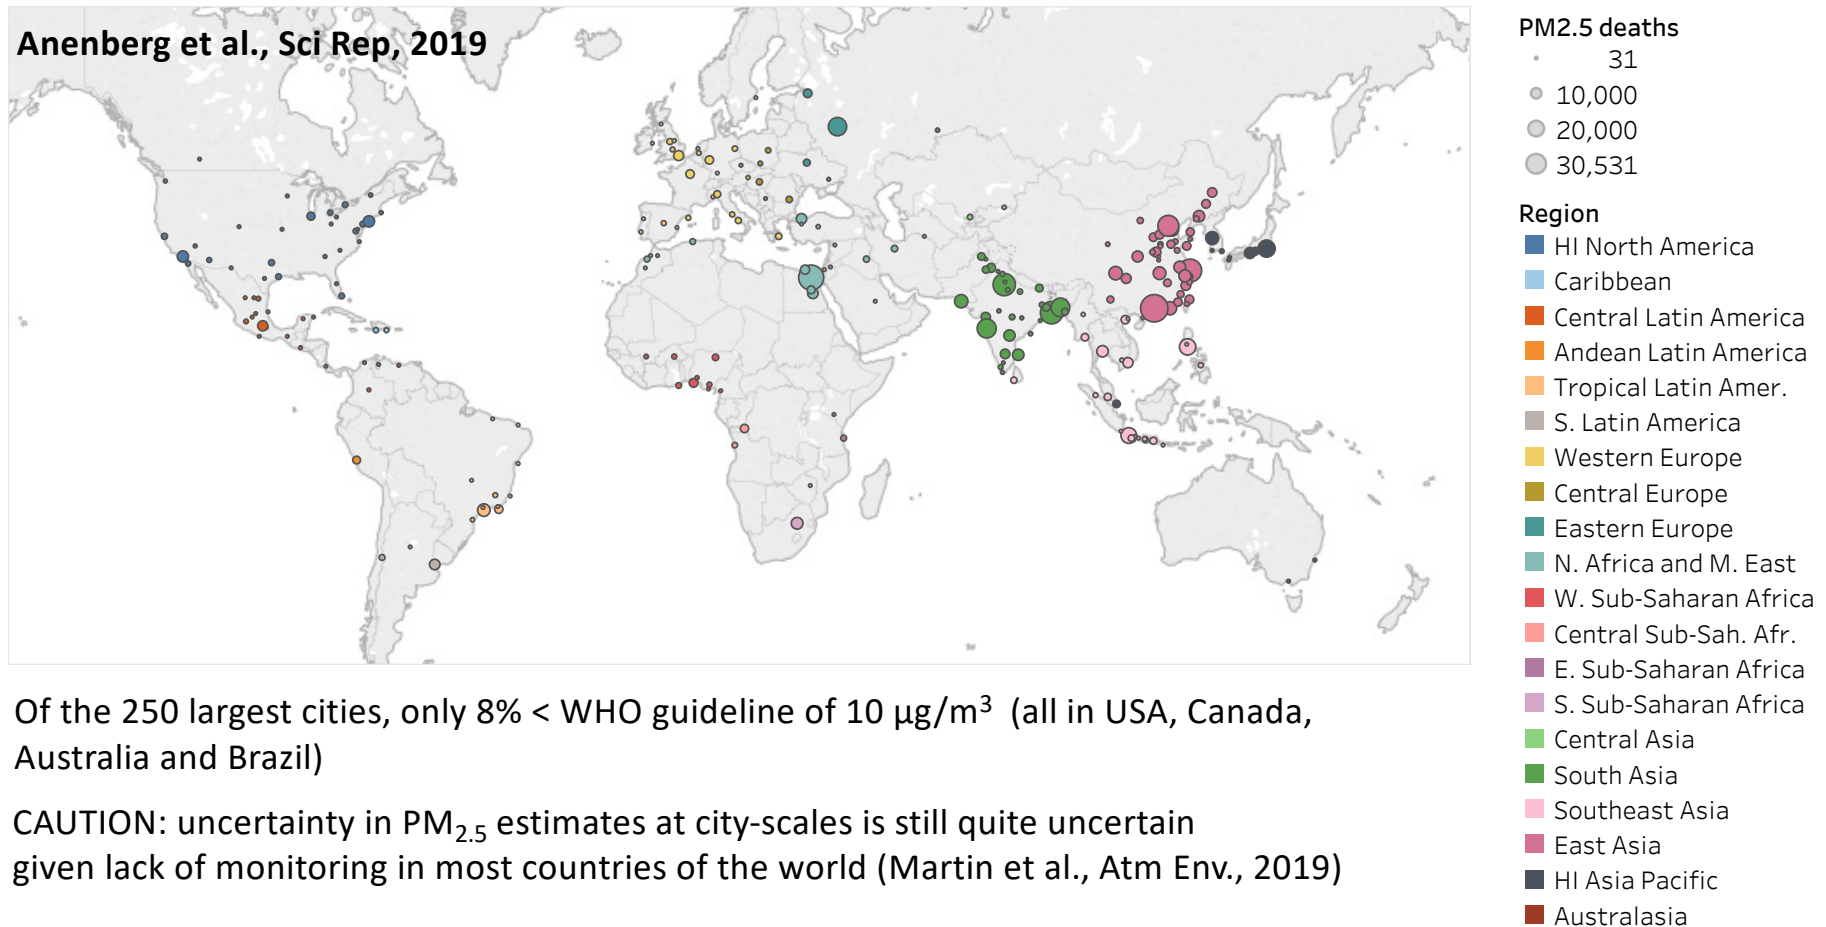 Anenberg et al., Sci Rep, 2019
PM2.5 deaths
31
10,000
20,000
30,531
Region
HI North America
Caribbean
Central Latin America
Andean Latin America
Tropical Latin Amer.
S. Latin America
Western Europe
Central Europe
Eastern Europe
N. Africa and M. East
W. Sub-Saharan Africa
Central Sub-Sah. Afr.
E. Sub-Saharan Africa
S. Sub-Saharan Africa
Central Asia
South Asia
Southeast Asia
East Asia
HI Asia Pacific
Australasia
Of the 250 largest cities, only 8% < WHO guideline of 10 μg/m³ (all in USA, Canada,
Australia and Brazil)
CAUTION: uncertainty in PM₂.₅ estimates at city-scales is still quite uncertain
given lack of monitoring in most countries of the world (Martin et al., Atm Env., 2019)